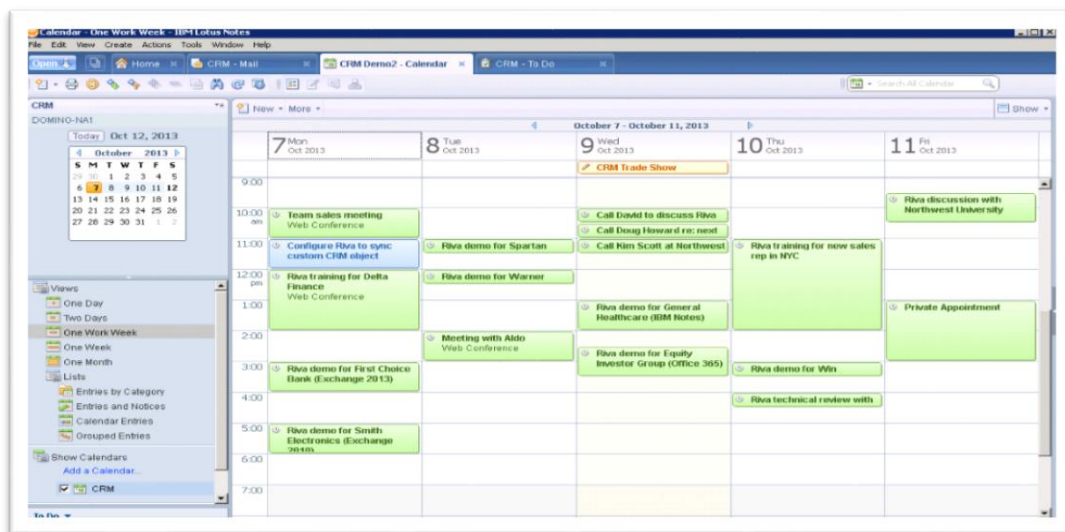 Calendar - One Work Week - IBM Lotus Notes
File Edit View Create Actions Tools Window Help
Open Home CRM - Mail CRM Demo2 - Calendar CRM - To Do
Search All Calendar
CRM
DOMINO-NA1
New More Show
Today Oct 12, 2013
October 7 - October 11, 2013
October 2013
S M T W T F S
29 30 1 2 3 4 5
6 7 8 9 10 11 12
13 14 15 16 17 18 19
20 21 22 23 24 25 26
27 28 29 30 31 1 2
7 Mon Oct 2013
8 Tue Oct 2013
9 Wed Oct 2013
10 Thu Oct 2013
11 Fri Oct 2013
CRM Trade Show
9:00
10:00 am
11:00
12:00 pm
1:00
2:00
3:00
4:00
5:00
6:00
7:00
Team sales meeting
Web Conference
Configure Riva to sync
custom CRM object
Riva training for Delta
Finance
Web Conference
Riva demo for First Choice
Bank (Exchange 2013)
Riva demo for Smith
Electronics (Exchange
2010)
Riva demo for Spartan
Riva demo for Warner
Meeting with Aldo
Web Conference
Call David to discuss Riva
Call Doug Howard re: next
Call Kim Scott at Northwest
Riva demo for General
Healthcare (IBM Notes)
Riva demo for Equity
Investor Group (Office 365)
Riva training for new sales
rep in NYC
Riva demo for Win
Riva technical review with
Riva discussion with
Northwest University
Private Appointment
Views
One Day
Two Days
One Work Week
One Week
One Month
Lists
Entries by Category
Entries and Notices
Calendar Entries
Grouped Entries
Show Calendars
Add a Calendar...
CRM
To Do